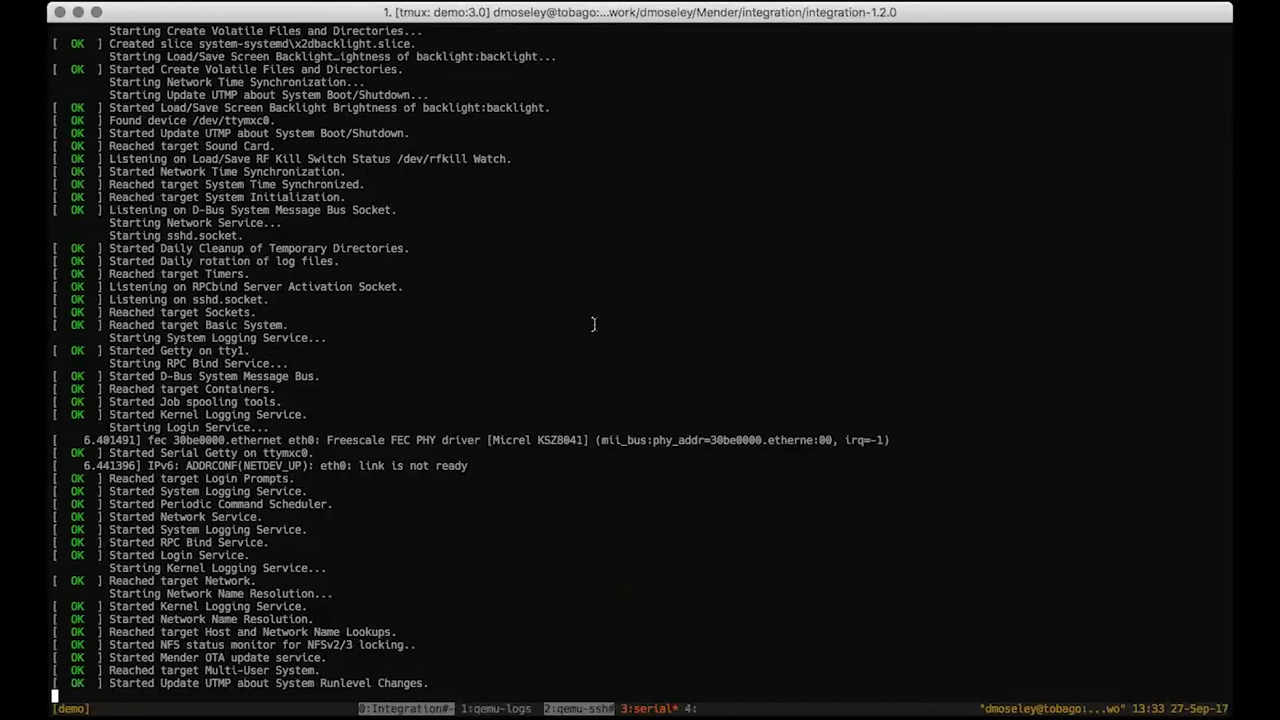 1. [tmux: demo:3.0] dmoseley@tobago:...work/dmoseley/Mender/integration/integration-1.2.0
Starting Create Volatile Files and Directories...
[  OK  ] Created slice system-systemd\x2dbacklight.slice.
Starting Load/Save Screen Backlight…ightness of backlight:backlight...
[  OK  ] Started Create Volatile Files and Directories.
Starting Network Time Synchronization...
Starting Update UTMP about System Boot/Shutdown...
[  OK  ] Started Load/Save Screen Backlight Brightness of backlight:backlight.
[  OK  ] Found device /dev/ttymxc0.
[  OK  ] Started Update UTMP about System Boot/Shutdown.
[  OK  ] Reached target Sound Card.
[  OK  ] Listening on Load/Save RF Kill Switch Status /dev/rfkill Watch.
[  OK  ] Started Network Time Synchronization.
[  OK  ] Reached target System Time Synchronized.
[  OK  ] Reached target System Initialization.
[  OK  ] Listening on D-Bus System Message Bus Socket.
Starting Network Service...
Starting sshd.socket.
[  OK  ] Started Daily Cleanup of Temporary Directories.
[  OK  ] Started Daily rotation of log files.
[  OK  ] Reached target Timers.
[  OK  ] Listening on RPCbind Server Activation Socket.
[  OK  ] Listening on sshd.socket.
[  OK  ] Reached target Sockets.
[  OK  ] Reached target Basic System.
Starting System Logging Service...
[  OK  ] Started Getty on tty1.
Starting RPC Bind Service...
[  OK  ] Started D-Bus System Message Bus.
[  OK  ] Reached target Containers.
[  OK  ] Started Job spooling tools.
[  OK  ] Started Kernel Logging Service.
Starting Login Service...
[    6.401491] fec 30be0000.ethernet eth0: Freescale FEC PHY driver [Micrel KSZ8041] (mii_bus:phy_addr=30be0000.etherne:00, irq=-1)
[  OK  ] Started Serial Getty on ttymxc0.
[    6.441396] IPv6: ADDRCONF(NETDEV_UP): eth0: link is not ready
[  OK  ] Reached target Login Prompts.
[  OK  ] Started System Logging Service.
[  OK  ] Started Periodic Command Scheduler.
[  OK  ] Started Network Service.
[  OK  ] Started System Logging Service.
[  OK  ] Started RPC Bind Service.
[  OK  ] Started Login Service.
Starting Kernel Logging Service...
[  OK  ] Reached target Network.
Starting Network Name Resolution...
[  OK  ] Started Kernel Logging Service.
[  OK  ] Started Network Name Resolution.
[  OK  ] Reached target Host and Network Name Lookups.
[  OK  ] Started NFS status monitor for NFSv2/3 locking..
[  OK  ] Started Mender OTA update service.
[  OK  ] Reached target Multi-User System.
[  OK  ] Started Update UTMP about System Runlevel Changes.
[demo] 0:Integration#- 1:qemu-logs 2:qemu-ssh# 3:serial* 4: "dmoseley@tobago:...wo" 13:33 27-Sep-17